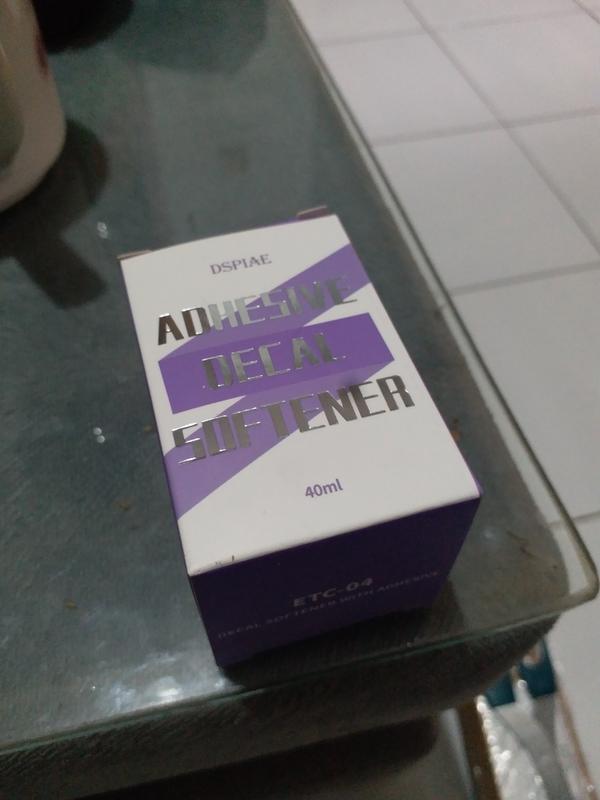 DSPIAE
ADHESIVE
DECAL
SOFTENER
40ml
ETC-04
DECAL SOFTENER WITH ADHESIVE